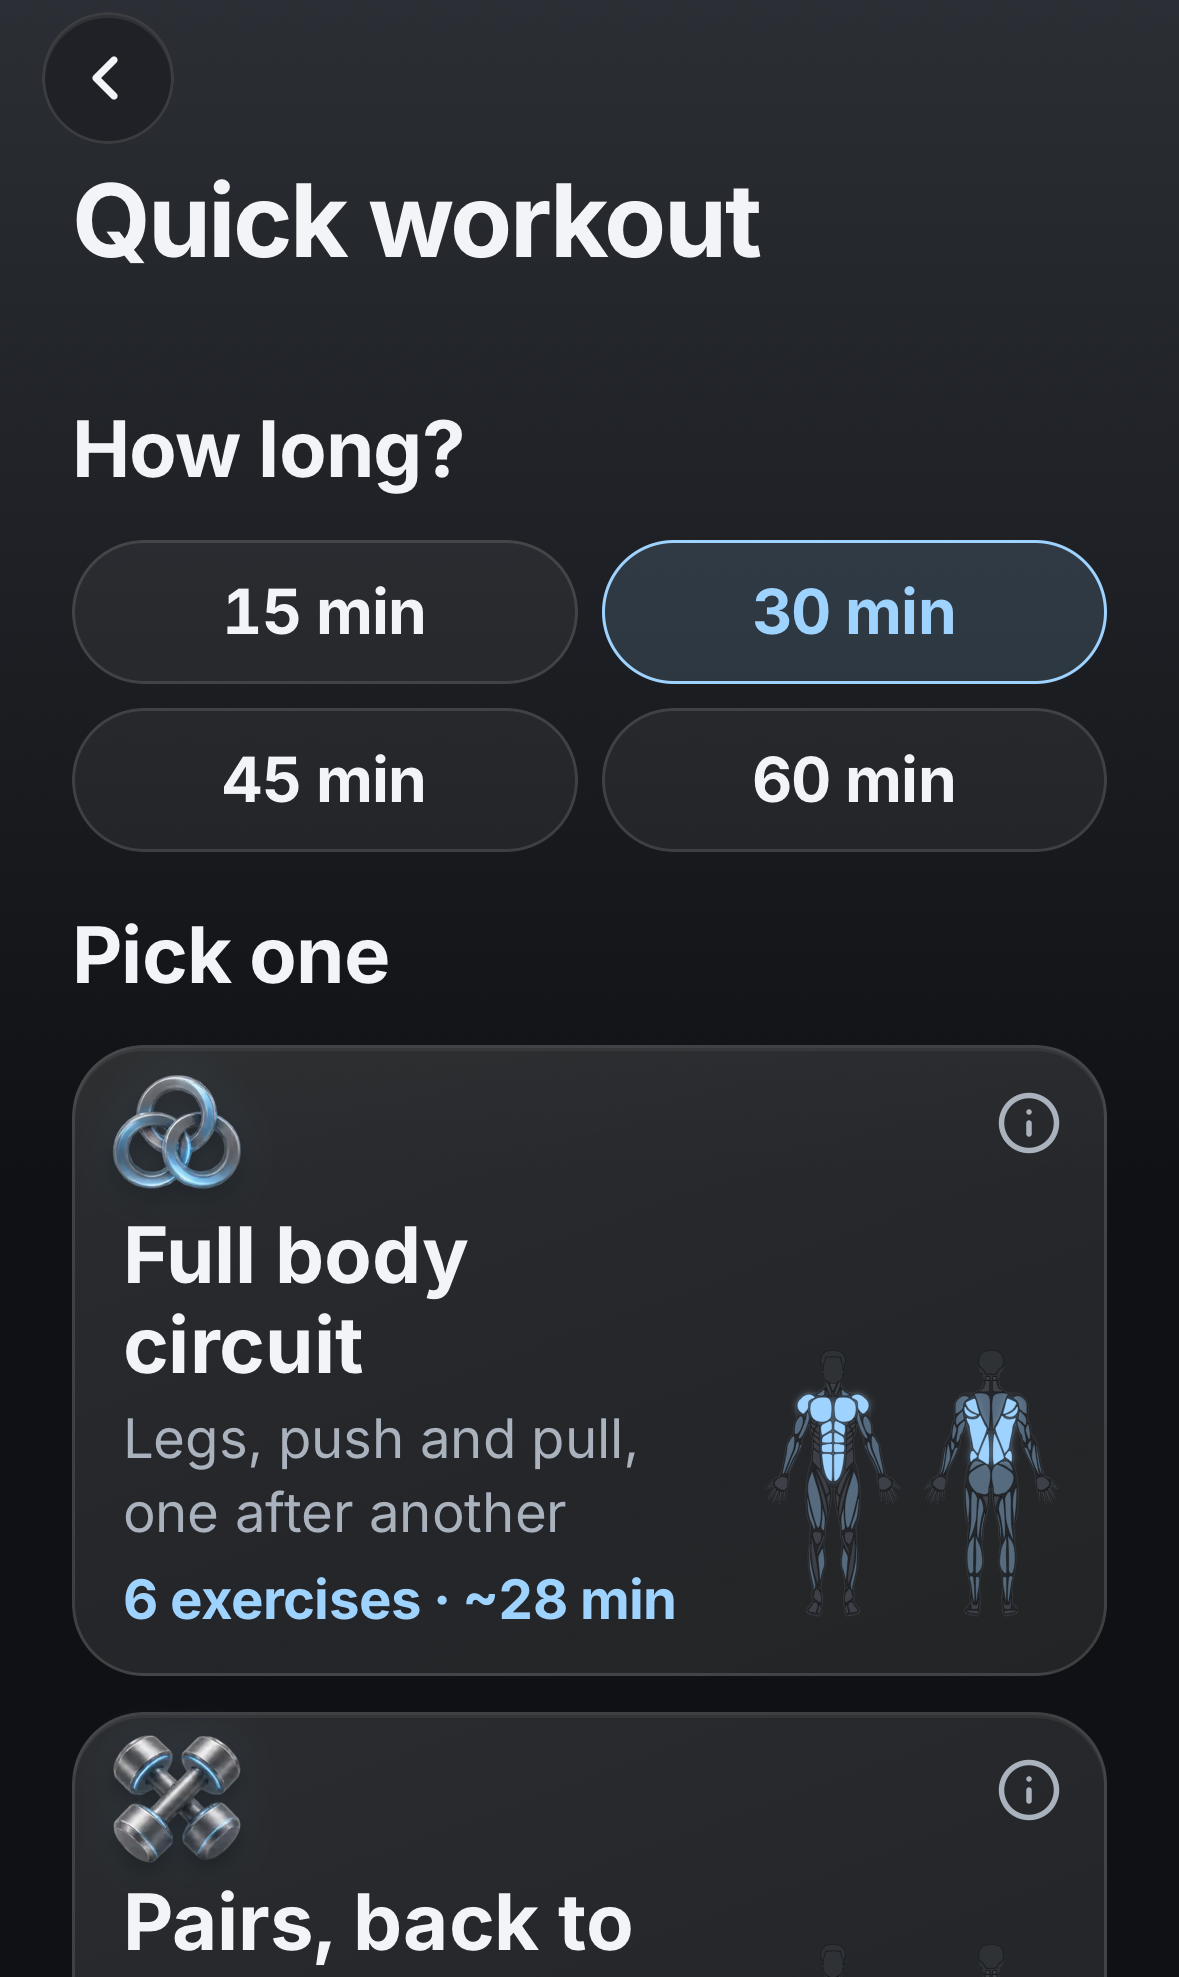 Quick workout
How long?
15 min
30 min
45 min
60 min
Pick one
Full body
circuit
Legs, push and pull,
one after another
6 exercises · ~28 min
Pairs, back to